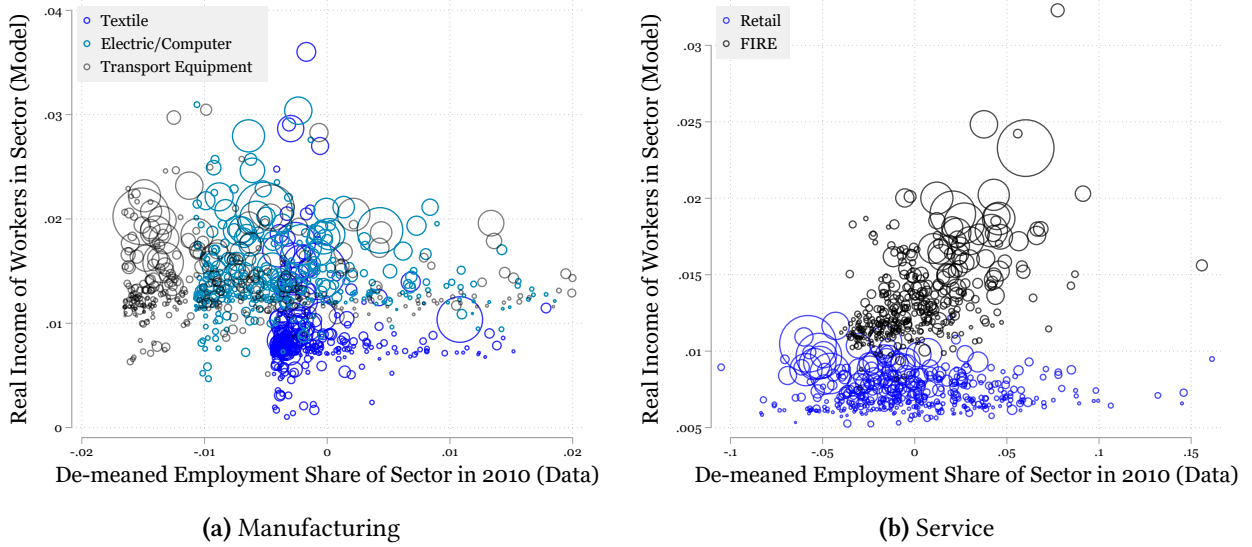 Real Income of Workers in Sector (Model)
.04
.03
.02
.01
0
Textile
Electric/Computer
Transport Equipment
-.02
-.01
0
.01
.02
De-meaned Employment Share of Sector in 2010 (Data)
(a) Manufacturing
Real Income of Workers in Sector (Model)
.03
.025
.02
.015
.01
.005
Retail
FIRE
-.1
-.05
0
.05
.1
.15
De-meaned Employment Share of Sector in 2010 (Data)
(b) Service